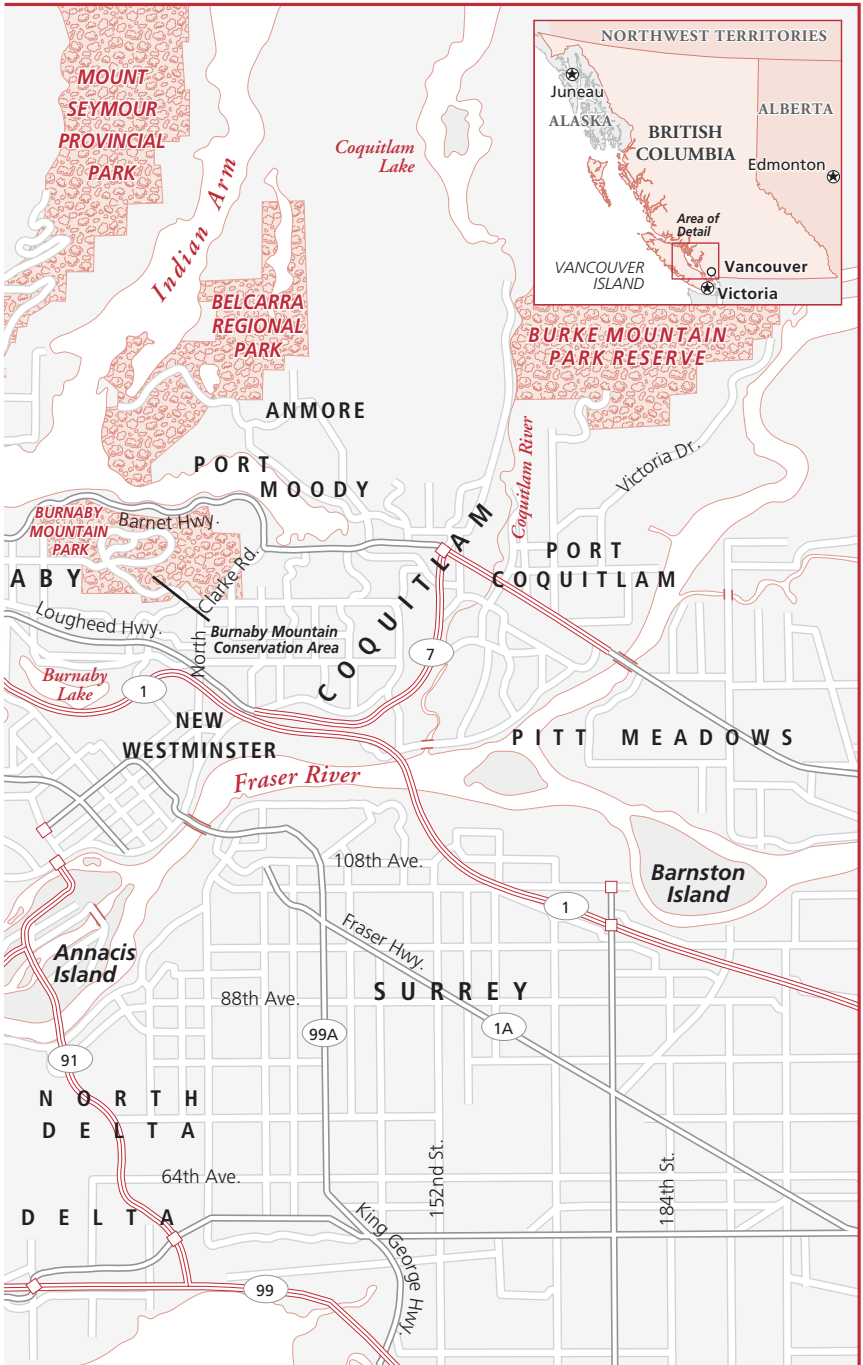 NORTHWEST TERRITORIES
Juneau
ALASKA
ALBERTA
BRITISH
COLUMBIA
Edmonton
Area of
Detail
VANCOUVER
ISLAND
Vancouver
Victoria
MOUNT
SEYMOUR
PROVINCIAL
PARK
Indian Arm
Coquitlam
Lake
BELCARRA
REGIONAL
PARK
BURKE MOUNTAIN
PARK RESERVE
ANMORE
PORT
MOODY
Coquitlam River
Victoria Dr.
BURNABY
MOUNTAIN
PARK
Barnet Hwy.
ABY
Clarke Rd.
North
Lougheed Hwy.
Burnaby Mountain
Conservation Area
COQUITLAM
PORT
COQUITLAM
7
Burnaby
Lake
1
NEW
WESTMINSTER
PITT MEADOWS
Fraser River
108th Ave.
Barnston
Island
1
Annacis
Island
Fraser Hwy.
88th Ave.
SURREY
99A
1A
91
NORTH
DELTA
64th Ave.
152nd St.
184th St.
DELTA
King George Hwy.
99